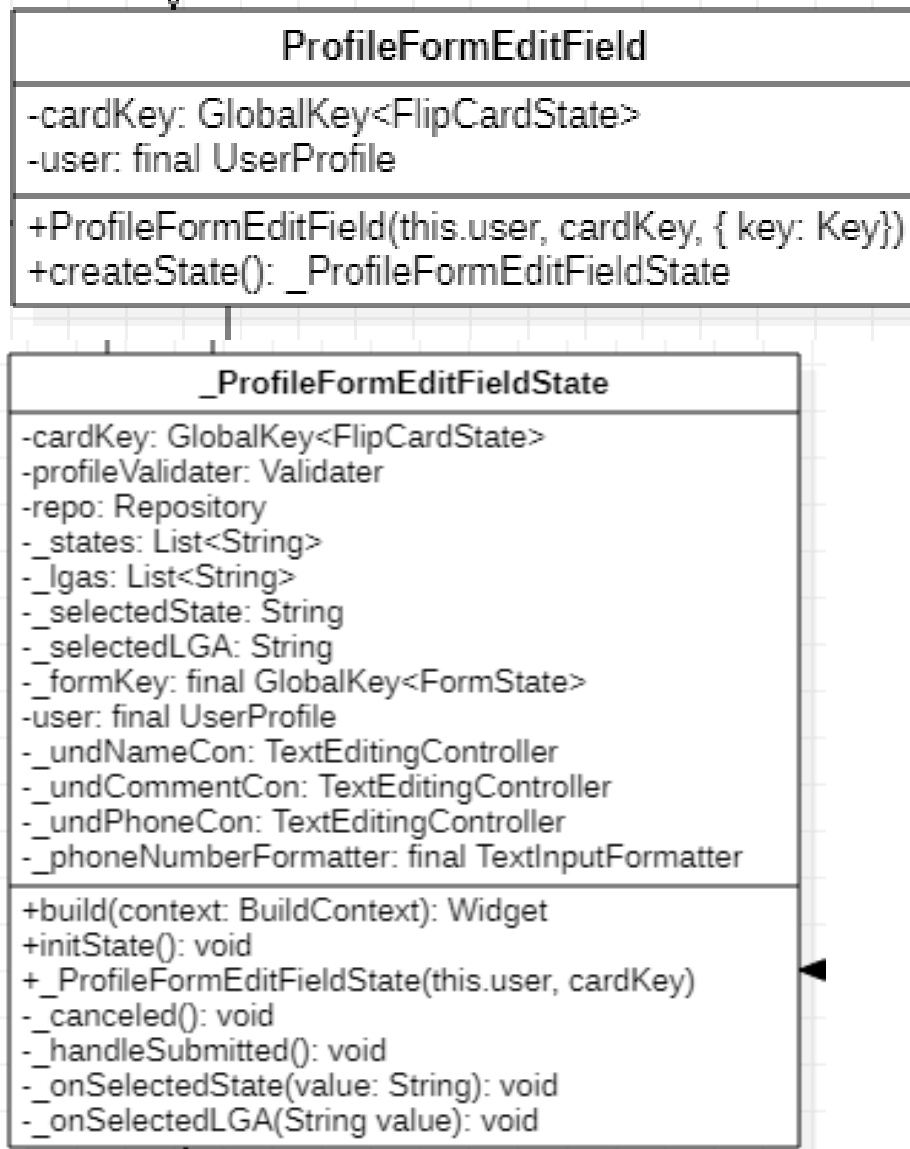 ProfileFormEditField
-cardKey: GlobalKey<FlipCardState>
-user: final UserProfile
+ProfileFormEditField(this.user, cardKey, { key: Key})
+createState(): _ProfileFormEditFieldState
_ProfileFormEditFieldState
-cardKey: GlobalKey<FlipCardState>
-profileValidater: Validater
-repo: Repository
-_states: List<String>
-_lgas: List<String>
-_selectedState: String
-_selectedLGA: String
-_formKey: final GlobalKey<FormState>
-user: final UserProfile
-_undNameCon: TextEditingController
-_undCommentCon: TextEditingController
-_undPhoneCon: TextEditingController
-_phoneNumberFormatter: final TextInputFormatter
+build(context: BuildContext): Widget
+initState(): void
+_ProfileFormEditFieldState(this.user, cardKey)
-_canceled(): void
-_handleSubmitted(): void
-_onSelectedState(value: String): void
-_onSelectedLGA(String value): void